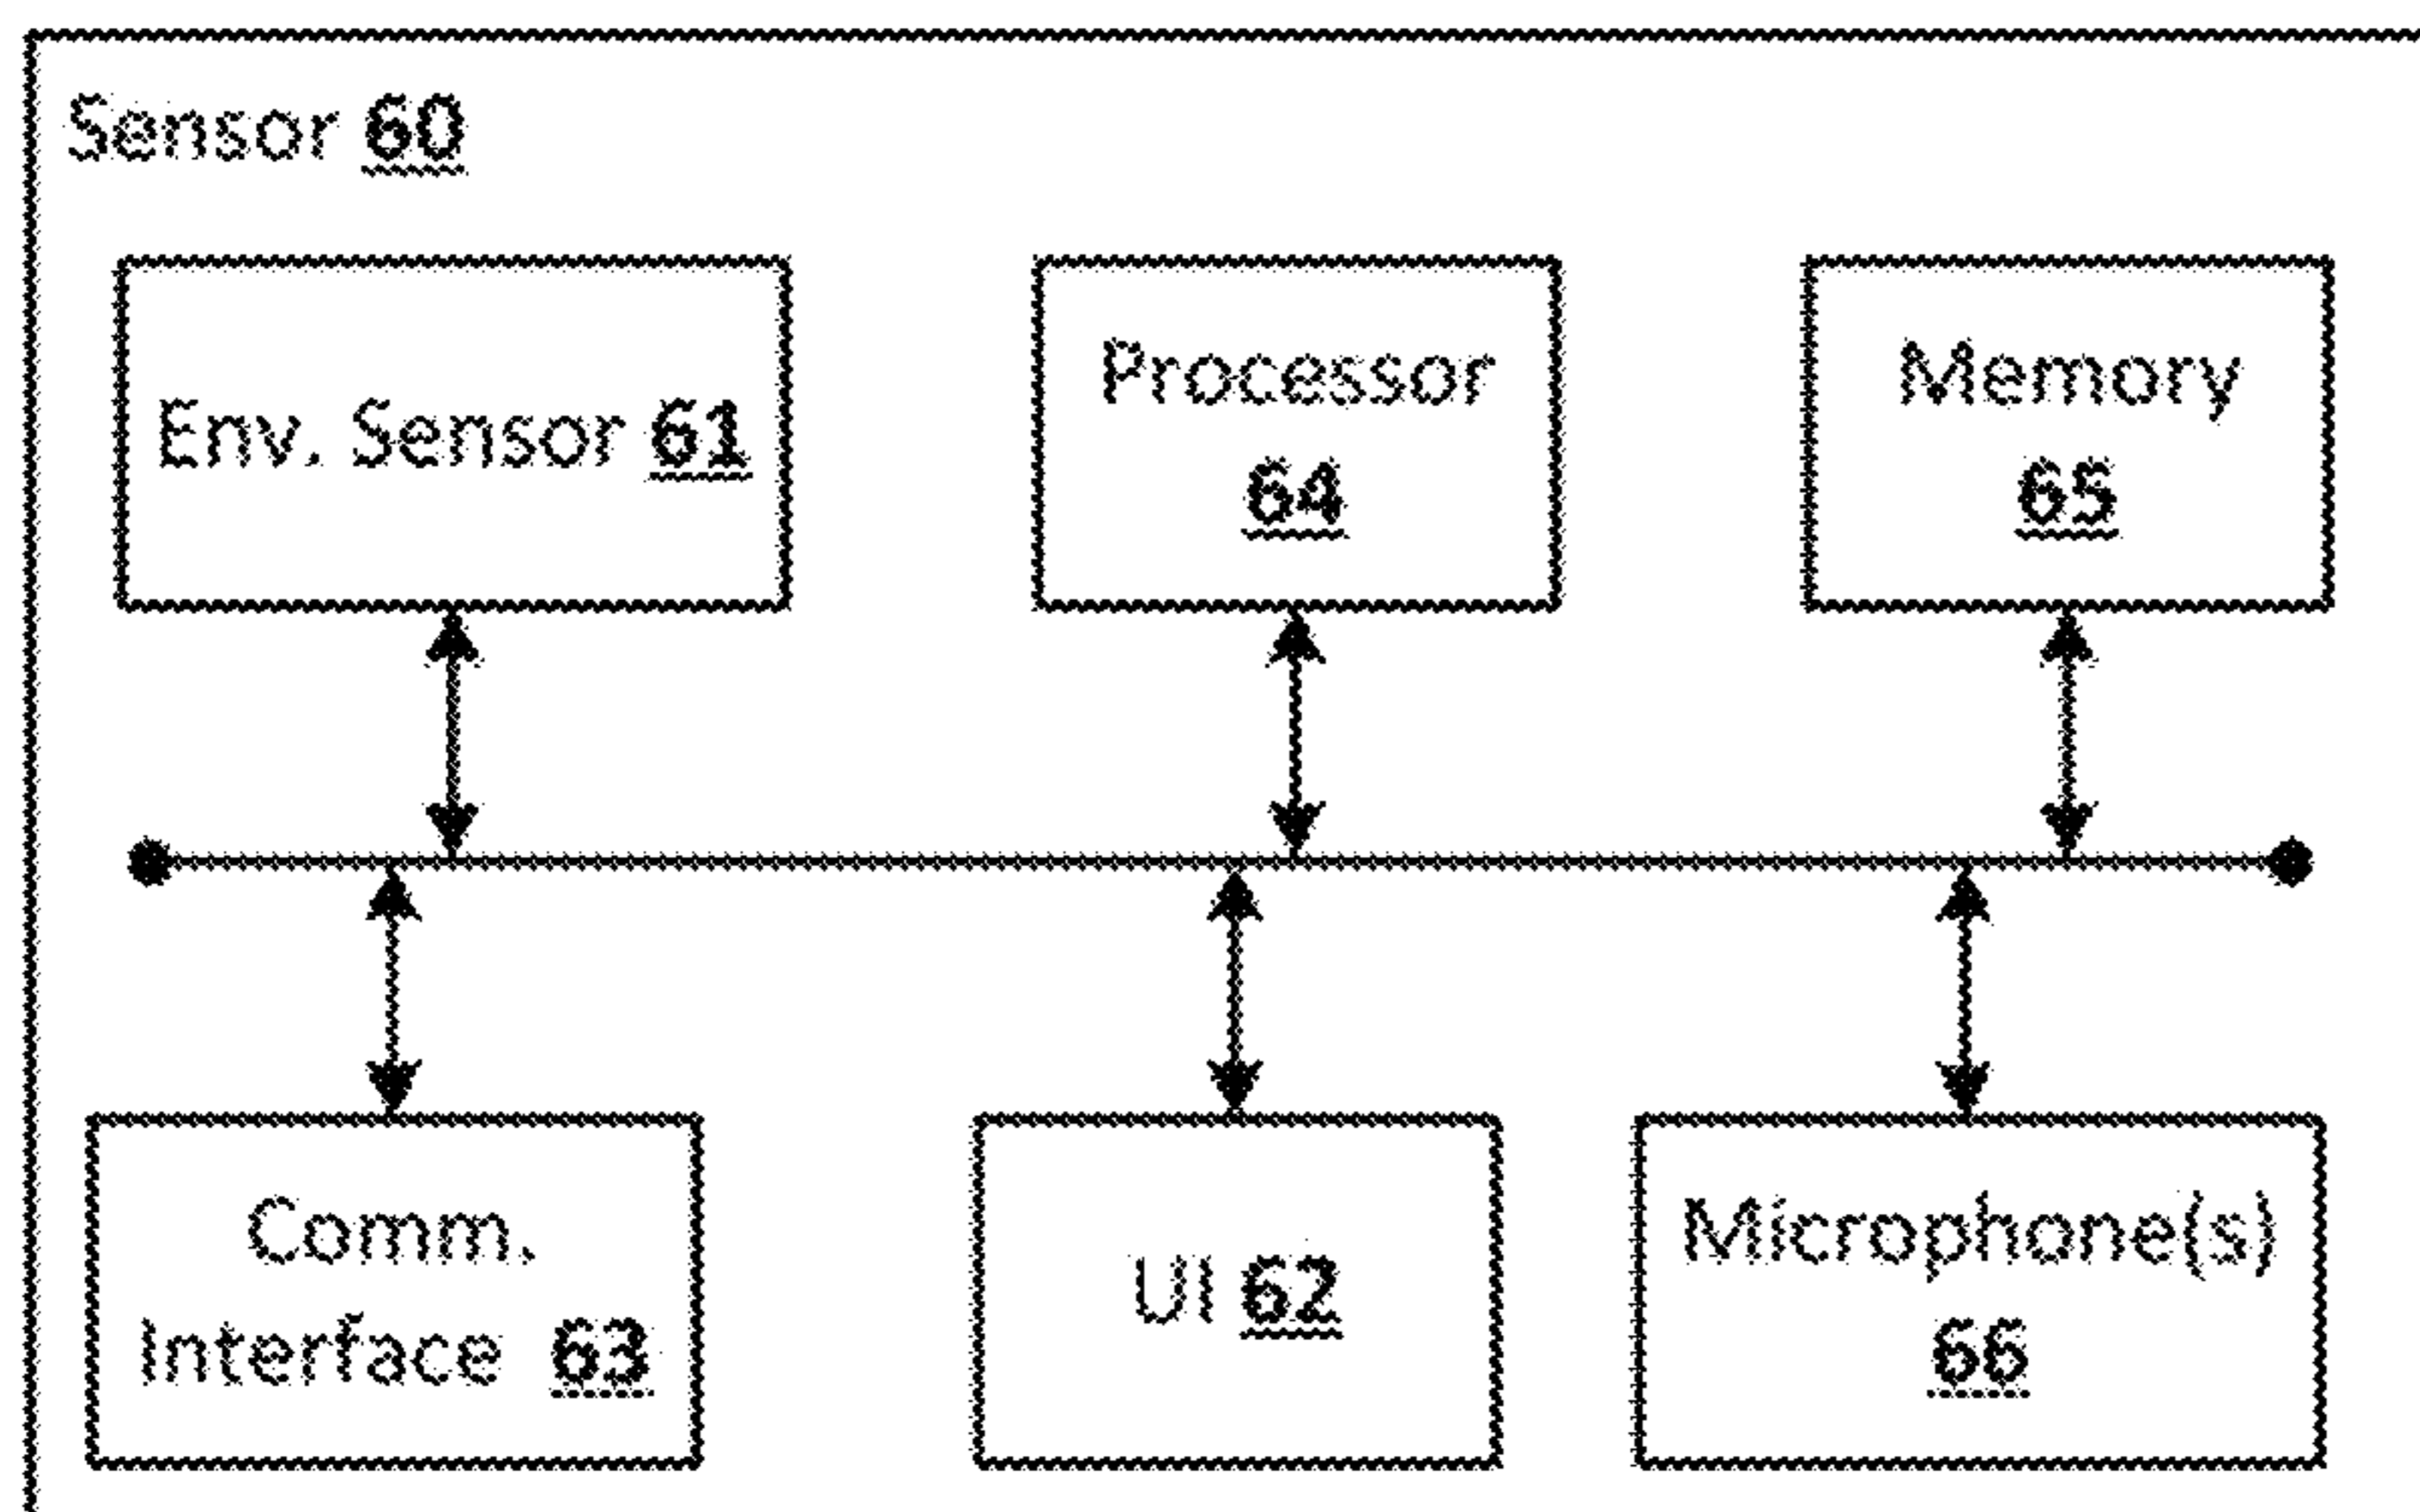 Sensor 60
Env. Sensor 61
Processor
64
Memory
65
Comm.
Interface 63
UI 62
Microphone(s)
66